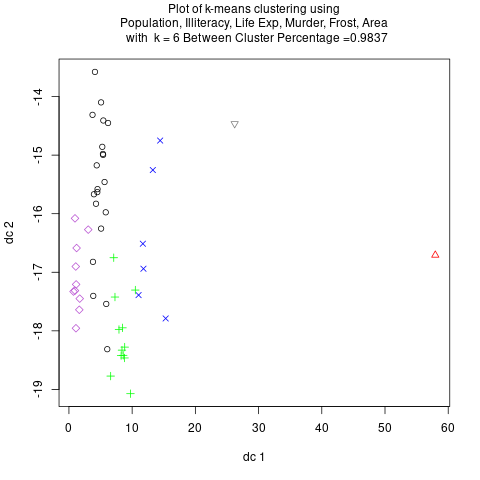 Plot of k-means clustering using
Population, Illiteracy, Life Exp, Murder, Frost, Area
with k = 6 Between Cluster Percentage =0.9837
dc 2
-14
-15
-16
-17
-18
-19
0 10 20 30 40 50 60
dc 1